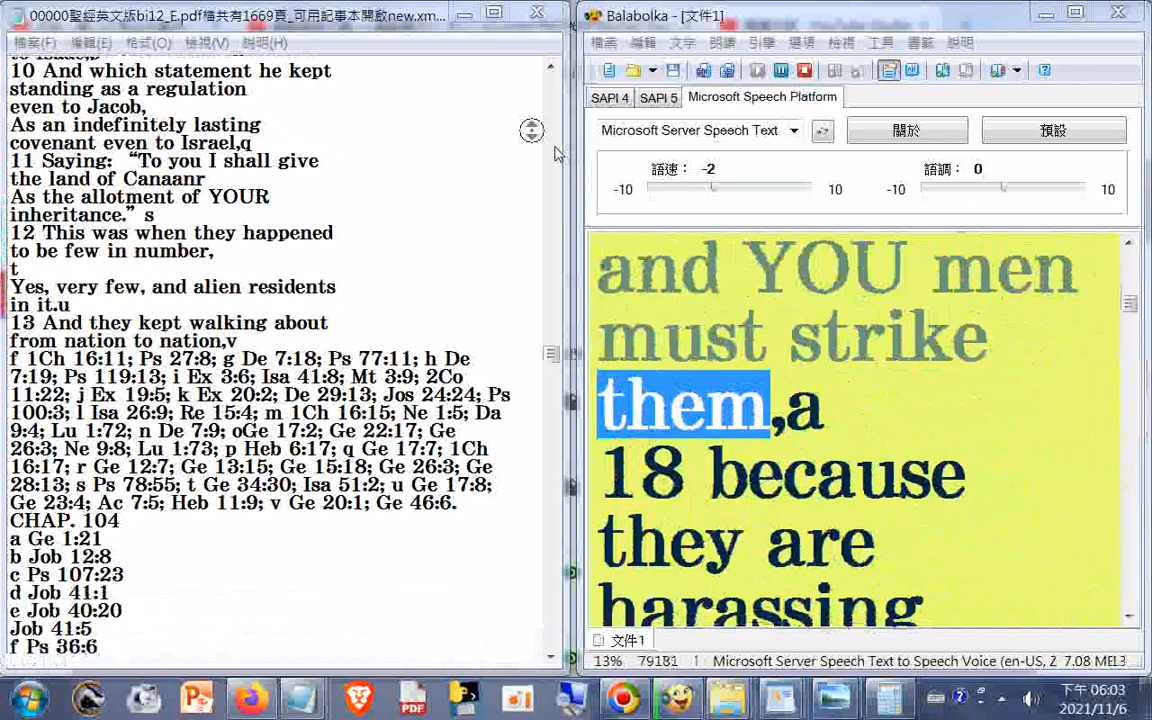 00000聖經英文版bi12_E.pdf檔共有1669頁_可用記事本開啟new.xm...
檔案(F) 編輯(E) 格式(O) 檢視(V) 說明(H)
10 And which statement he kept
standing as a regulation
even to Jacob,
As an indefinitely lasting
covenant even to Israel,q
11 Saying: “To you I shall give
the land of Canaanr
As the allotment of YOUR
inheritance.” s
12 This was when they happened
to be few in number,
t
Yes, very few, and alien residents
in it.u
13 And they kept walking about
from nation to nation,v
f 1Ch 16:11; Ps 27:8; g De 7:18; Ps 77:11; h De
7:19; Ps 119:13; i Ex 3:6; Isa 41:8; Mt 3:9; 2Co
11:22; j Ex 19:5; k Ex 20:2; De 29:13; Jos 24:24; Ps
100:3; l Isa 26:9; Re 15:4; m 1Ch 16:15; Ne 1:5; Da
9:4; Lu 1:72; n De 7:9; oGe 17:2; Ge 22:17; Ge
26:3; Ne 9:8; Lu 1:73; p Heb 6:17; q Ge 17:7; 1Ch
16:17; r Ge 12:7; Ge 13:15; Ge 15:18; Ge 26:3; Ge
28:13; s Ps 78:55; t Ge 34:30; Isa 51:2; u Ge 17:8;
Ge 23:4; Ac 7:5; Heb 11:9; v Ge 20:1; Ge 46:6.
CHAP. 104
a Ge 1:21
b Job 12:8
c Ps 107:23
d Job 41:1
e Job 40:20
Job 41:5
f Ps 36:6
Balabolka - [文件1]
檔案 編輯 文字 朗讀 引擎 選項 檢視 工具 書籤 說明
SAPI 4 SAPI 5 Microsoft Speech Platform
Microsoft Server Speech Text 關於 預設
語速： -2 語調： 0
-10 10 -10 10
and YOU men
must strike
them,a
18 because
they are
harassing
文件1
13% 79181 Microsoft Server Speech Text to Speech Voice (en-US, Z 7.08 МЕЗ
PDF
下午 06:03
2021/11/6